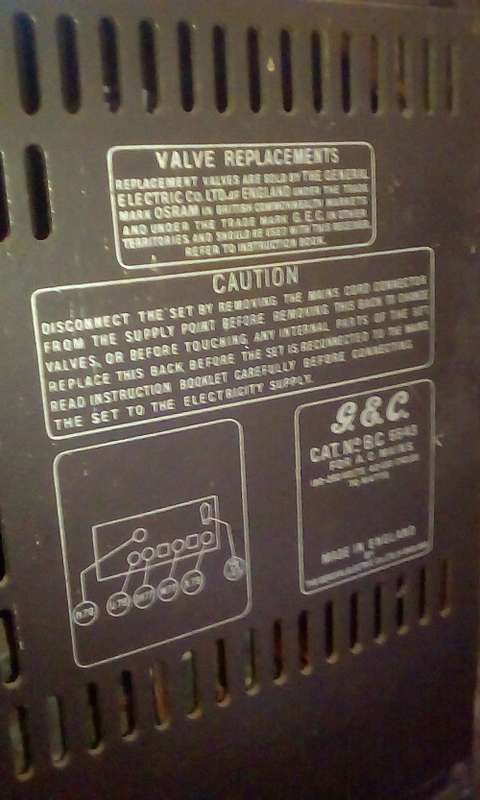 VALVE REPLACEMENTS
REPLACEMENT VALVES ARE SOLD BY THE GENERAL
ELECTRIC CO. LTD. OF ENGLAND UNDER THE TRADE
MARK OSRAM IN BRITISH COMMONWEALTH MARKETS
AND UNDER THE TRADE MARK G.E.C. IN OTHER
TERRITORIES, AND SHOULD BE USED WITH THIS RECEIVER.
REFER TO INSTRUCTION BOOK.
CAUTION
DISCONNECT THE SET BY REMOVING THE MAINS CORD CONNECTOR
FROM THE SUPPLY POINT BEFORE REMOVING THIS BACK TO CHANGE
VALVES, OR BEFORE TOUCHING ANY INTERNAL PARTS OF THE SET.
REPLACE THIS BACK BEFORE THE SET IS RECONNECTED TO THE MAINS.
READ INSTRUCTION BOOKLET CAREFULLY BEFORE CONNECTING
THE SET TO THE ELECTRICITY SUPPLY.
G.E.C.
CAT. No. BC
FOR A.C. MAINS
WATTS
MADE IN ENGLAND
BY